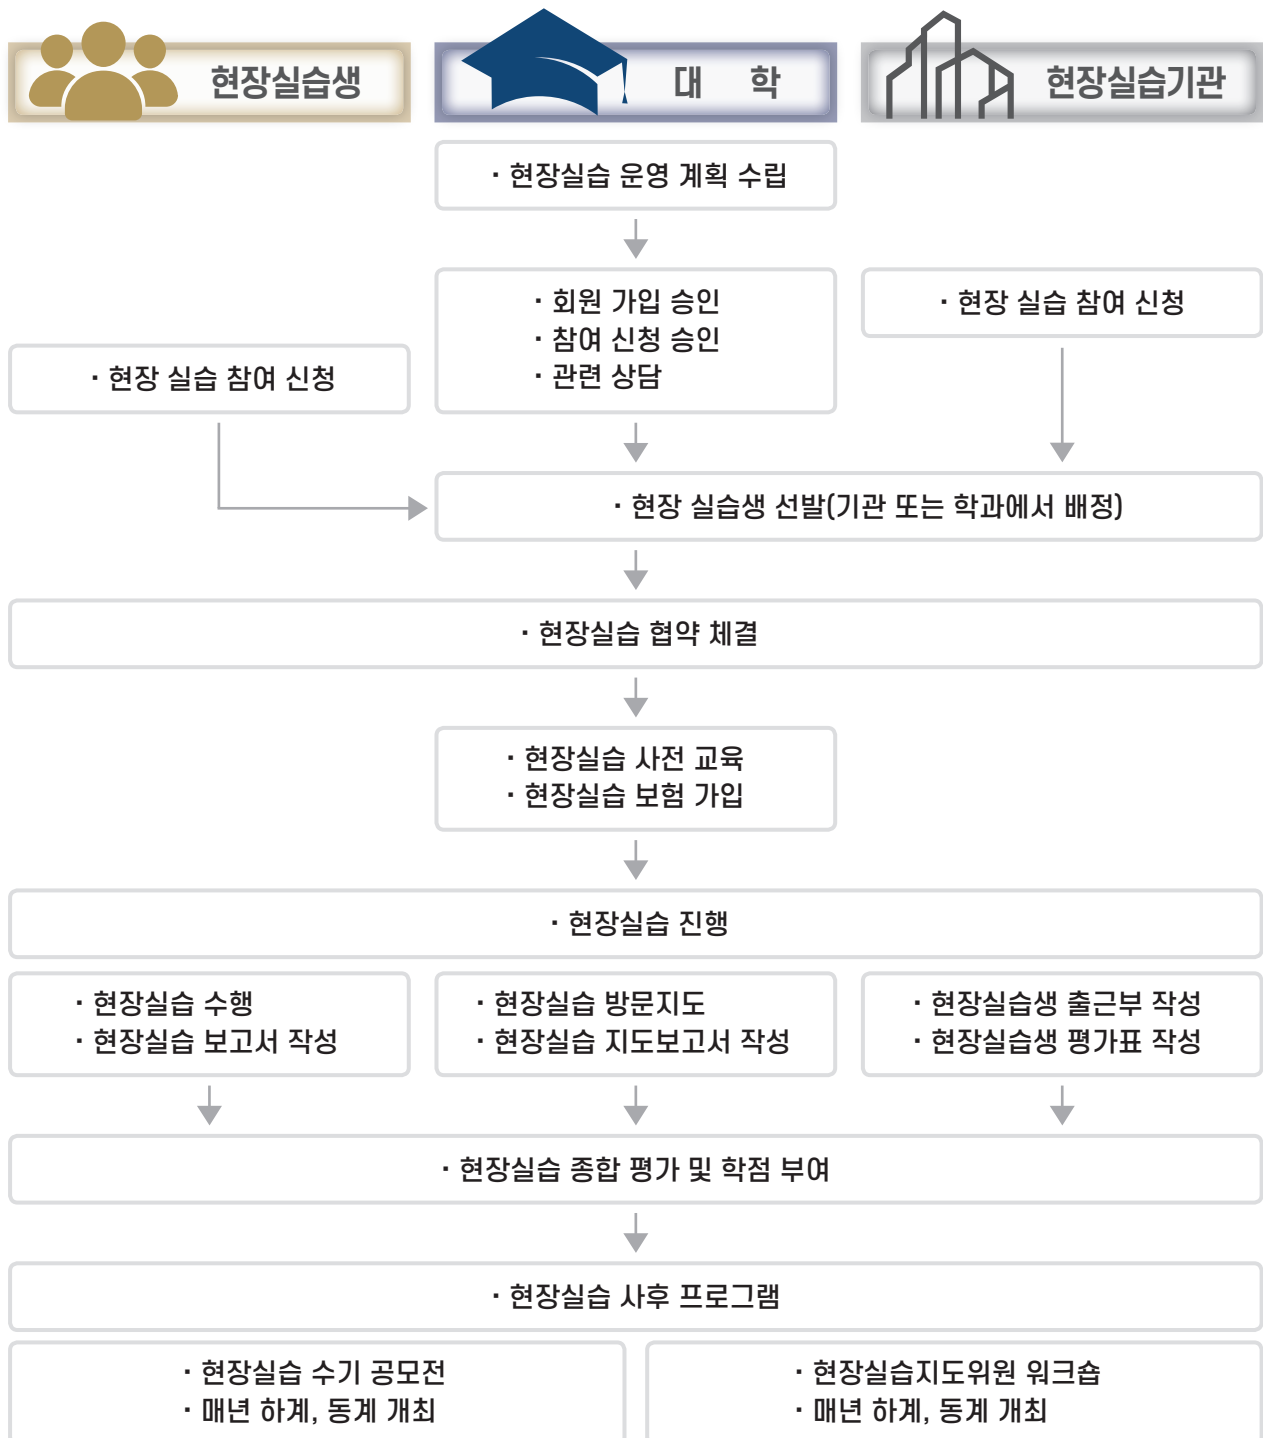 현장실습생
대 학
현장실습기관
· 현장실습 운영 계획 수립
· 회원 가입 승인
· 참여 신청 승인
· 관련 상담
· 현장 실습 참여 신청
· 현장 실습 참여 신청
· 현장 실습생 선발(기관 또는 학과에서 배정)
· 현장실습 협약 체결
· 현장실습 사전 교육
· 현장실습 보험 가입
· 현장실습 진행
· 현장실습 수행
· 현장실습 보고서 작성
· 현장실습 방문지도
· 현장실습 지도보고서 작성
· 현장실습생 출근부 작성
· 현장실습생 평가표 작성
· 현장실습 종합 평가 및 학점 부여
· 현장실습 사후 프로그램
· 현장실습 수기 공모전
· 매년 하계, 동계 개최
· 현장실습지도위원 워크숍
· 매년 하계, 동계 개최